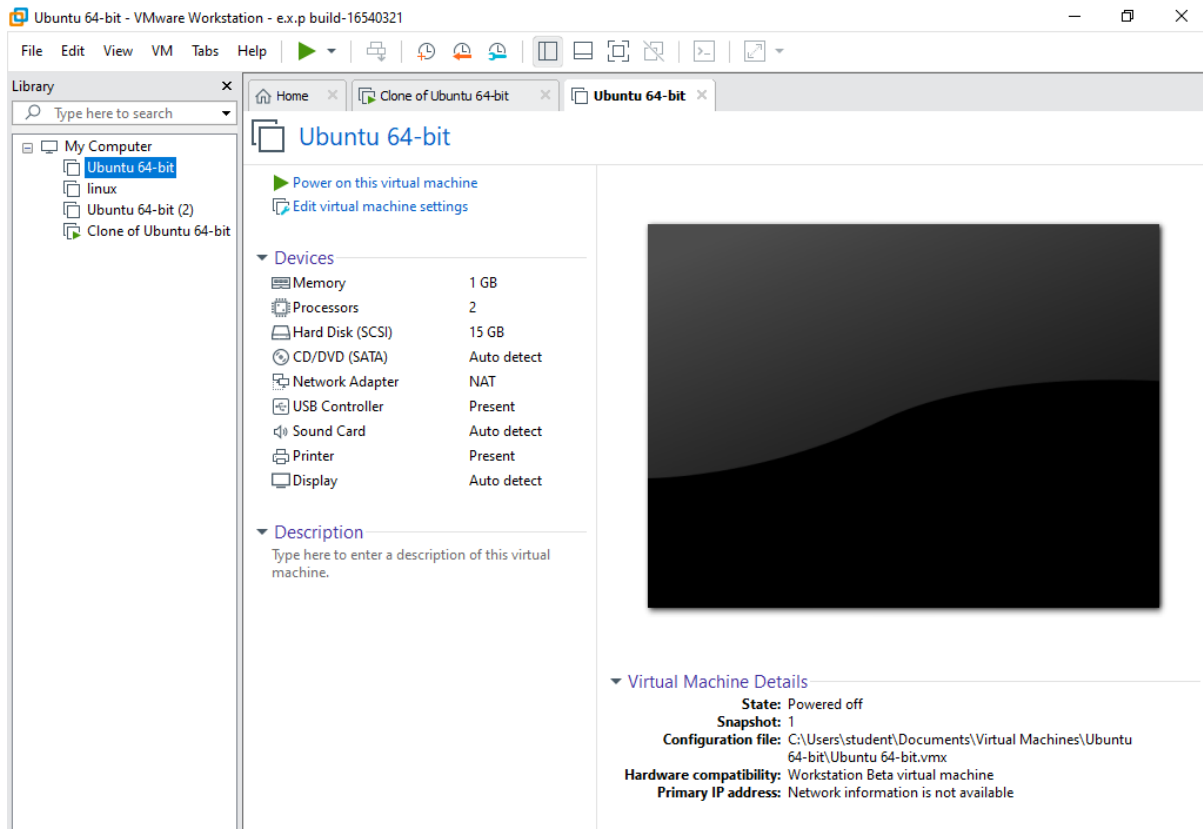 Ubuntu 64-bit - VMware Workstation - e.x.p build-16540321
File Edit View VM Tabs Help
Library
Type here to search
My Computer
Ubuntu 64-bit
linux
Ubuntu 64-bit (2)
Clone of Ubuntu 64-bit
Home
Clone of Ubuntu 64-bit
Ubuntu 64-bit
Ubuntu 64-bit
Power on this virtual machine
Edit virtual machine settings
Devices
Memory 1 GB
Processors 2
Hard Disk (SCSI) 15 GB
CD/DVD (SATA) Auto detect
Network Adapter NAT
USB Controller Present
Sound Card Auto detect
Printer Present
Display Auto detect
Description
Type here to enter a description of this virtual
machine.
Virtual Machine Details
State: Powered off
Snapshot: 1
Configuration file: C:\Users\student\Documents\Virtual Machines\Ubuntu
64-bit\Ubuntu 64-bit.vmx
Hardware compatibility: Workstation Beta virtual machine
Primary IP address: Network information is not available